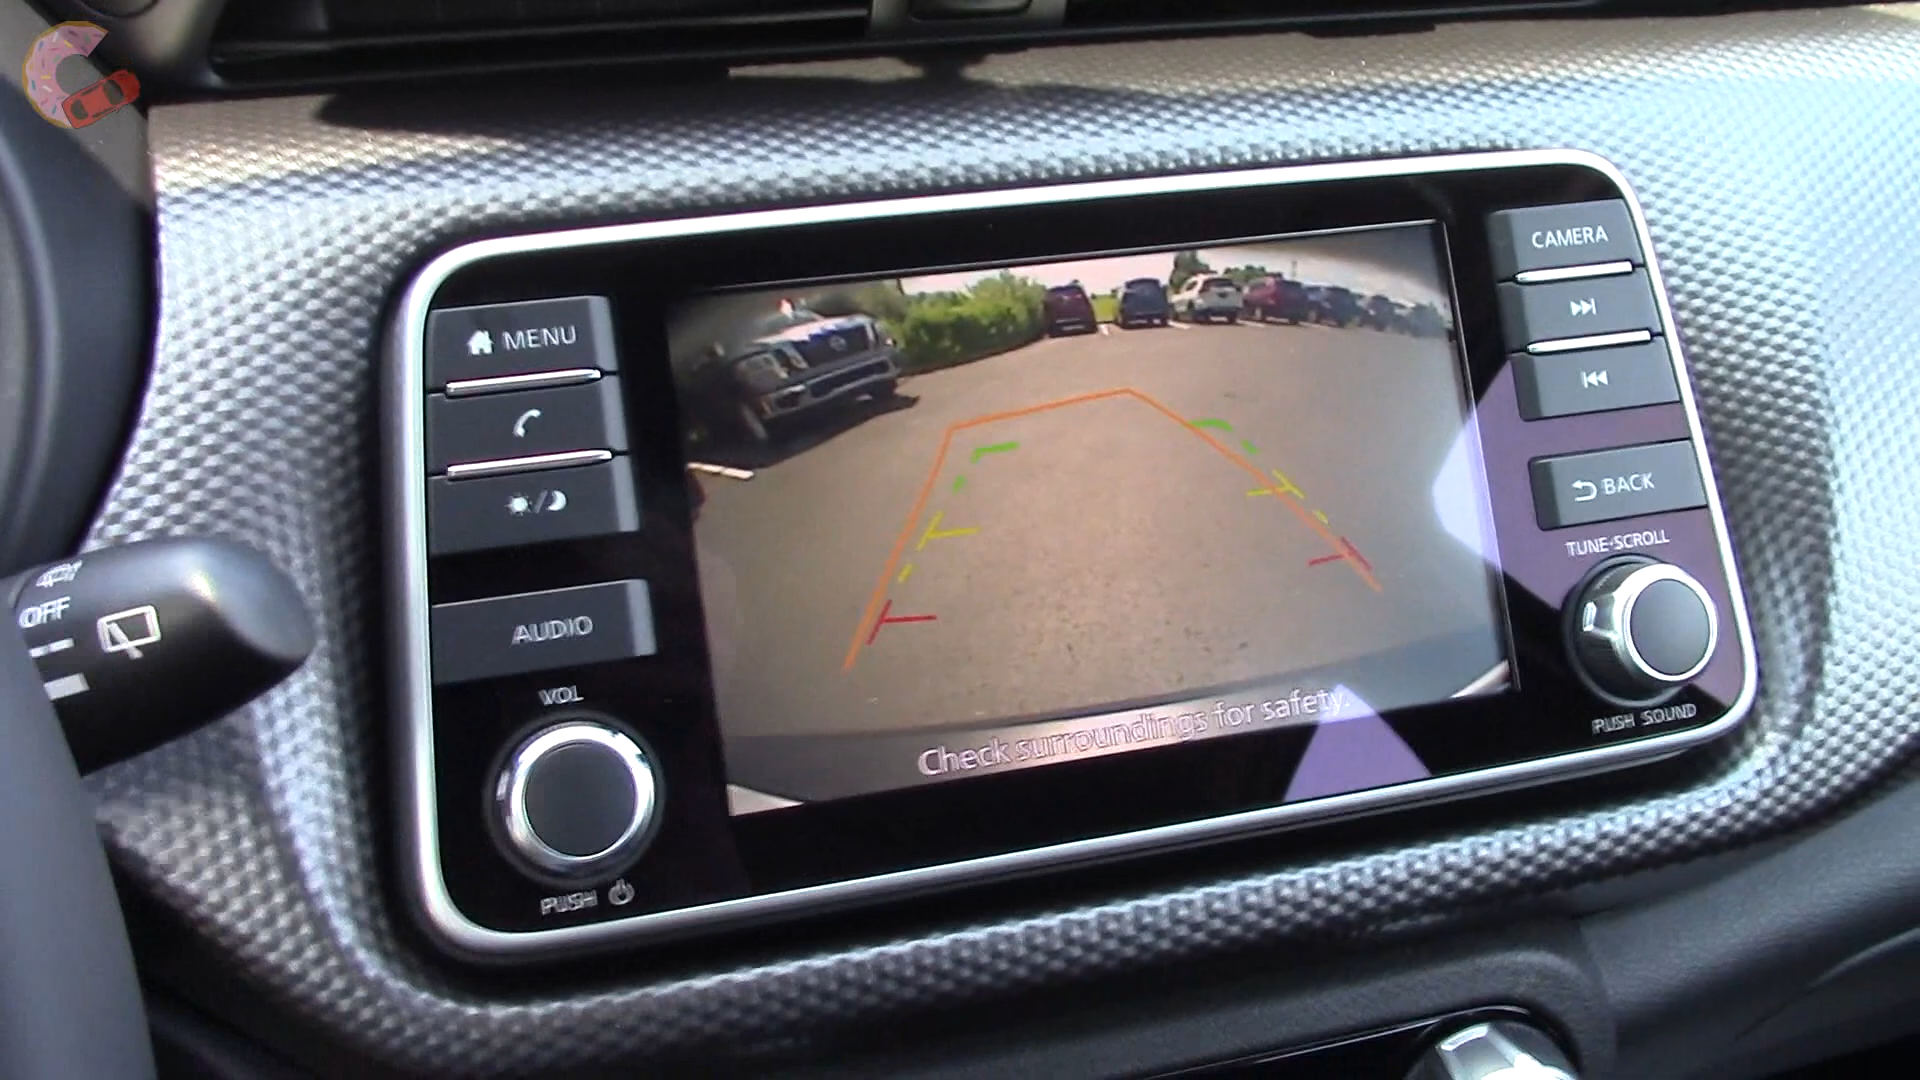 MENU
AUDIO
VOL
PUSH
OFF
Check surroundings for safety.
CAMERA
BACK
TUNE·SCROLL
PUSH SOUND